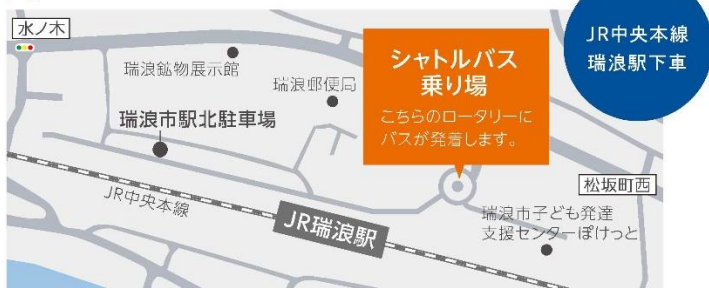 水ノ木
瑞浪鉱物展示館
瑞浪郵便局
瑞浪市駅北駐車場
シャトルバス
乗り場
こちらのロータリーに
バスが発着します。
JR中央本線
瑞浪駅下車
松坂町西
JR中央本線
JR瑞浪駅
瑞浪市子ども発達
支援センターぽけっと